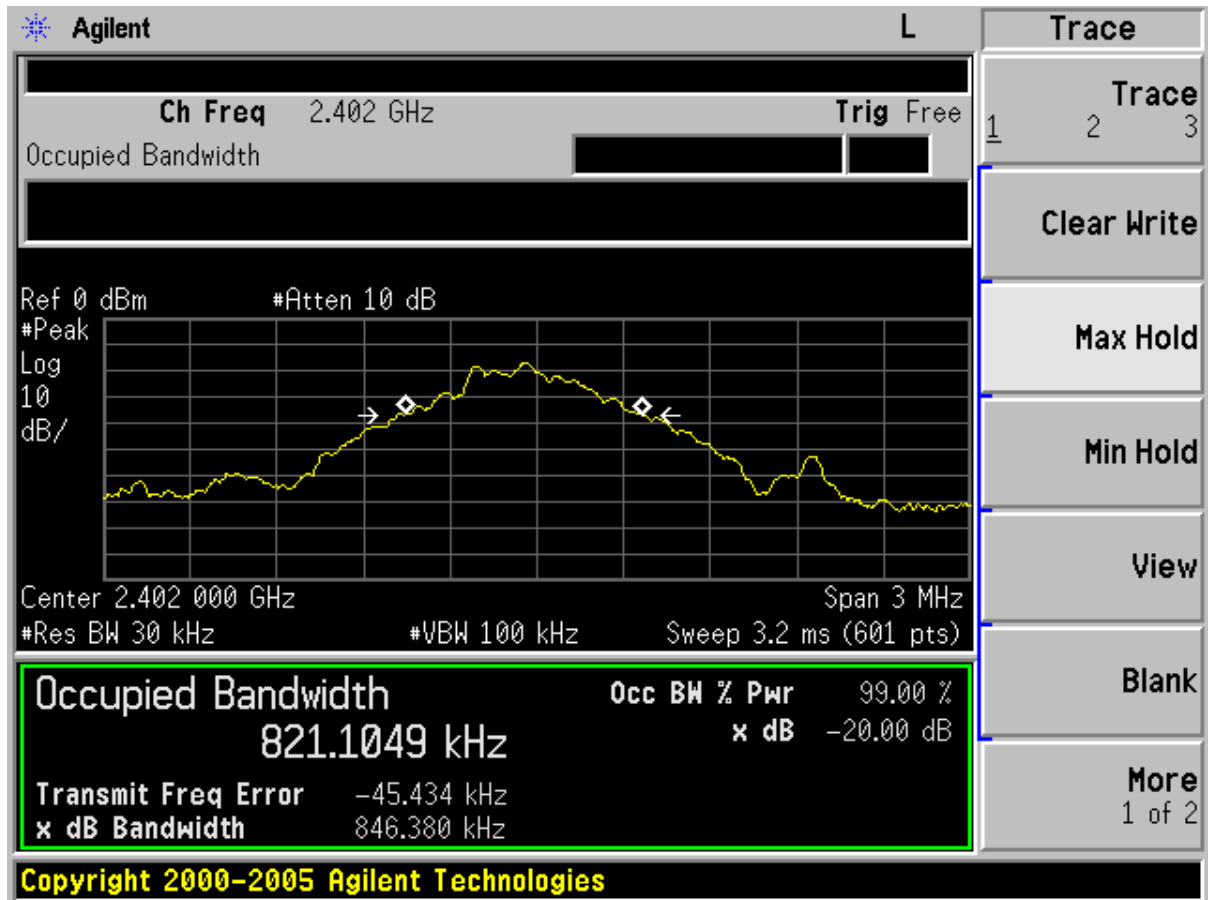 Agilent L Trace
Ch Freq 2.402 GHz Trig Free
Occupied Bandwidth
Trace
1 2 3
Clear Write
Ref 0 dBm #Atten 10 dB
#Peak
Log
10
dB/
Max Hold
Min Hold
View
Center 2.402 000 GHz Span 3 MHz
#Res BW 30 kHz #VBW 100 kHz Sweep 3.2 ms (601 pts)
Occupied Bandwidth Occ BW % Pwr 99.00 %
821.1049 kHz x dB -20.00 dB
Transmit Freq Error -45.434 kHz
x dB Bandwidth 846.380 kHz
Blank
More
1 of 2
Copyright 2000-2005 Agilent Technologies